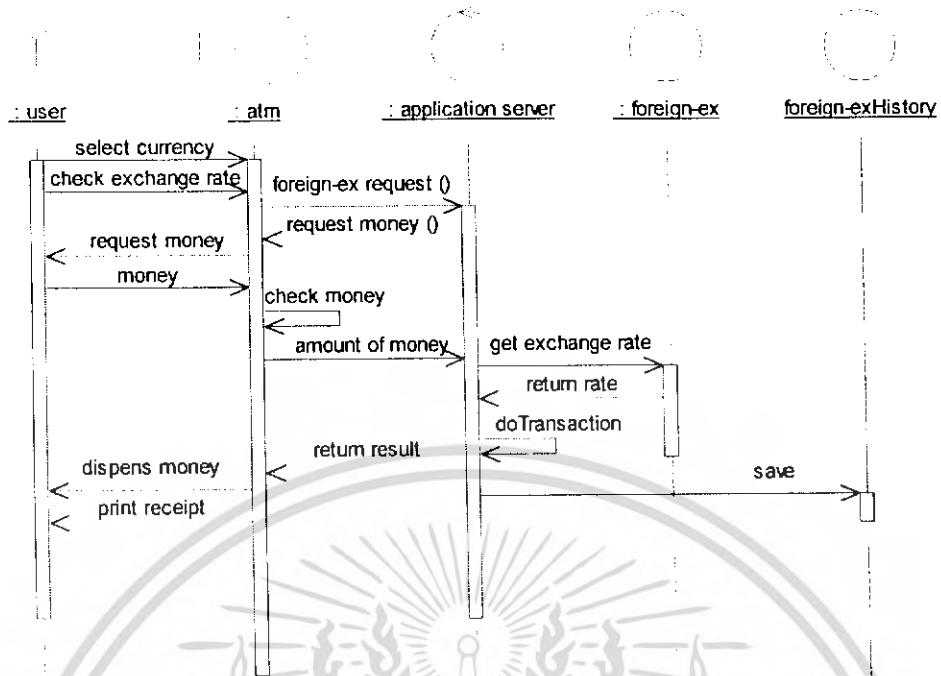 : user
: atm
: application server
: foreign-ex
foreign-exHistory
select currency
check exchange rate
foreign-ex request ()
request money ()
request money
money
check money
amount of money
get exchange rate
return rate
doTransaction
return result
dispens money
save
print receipt